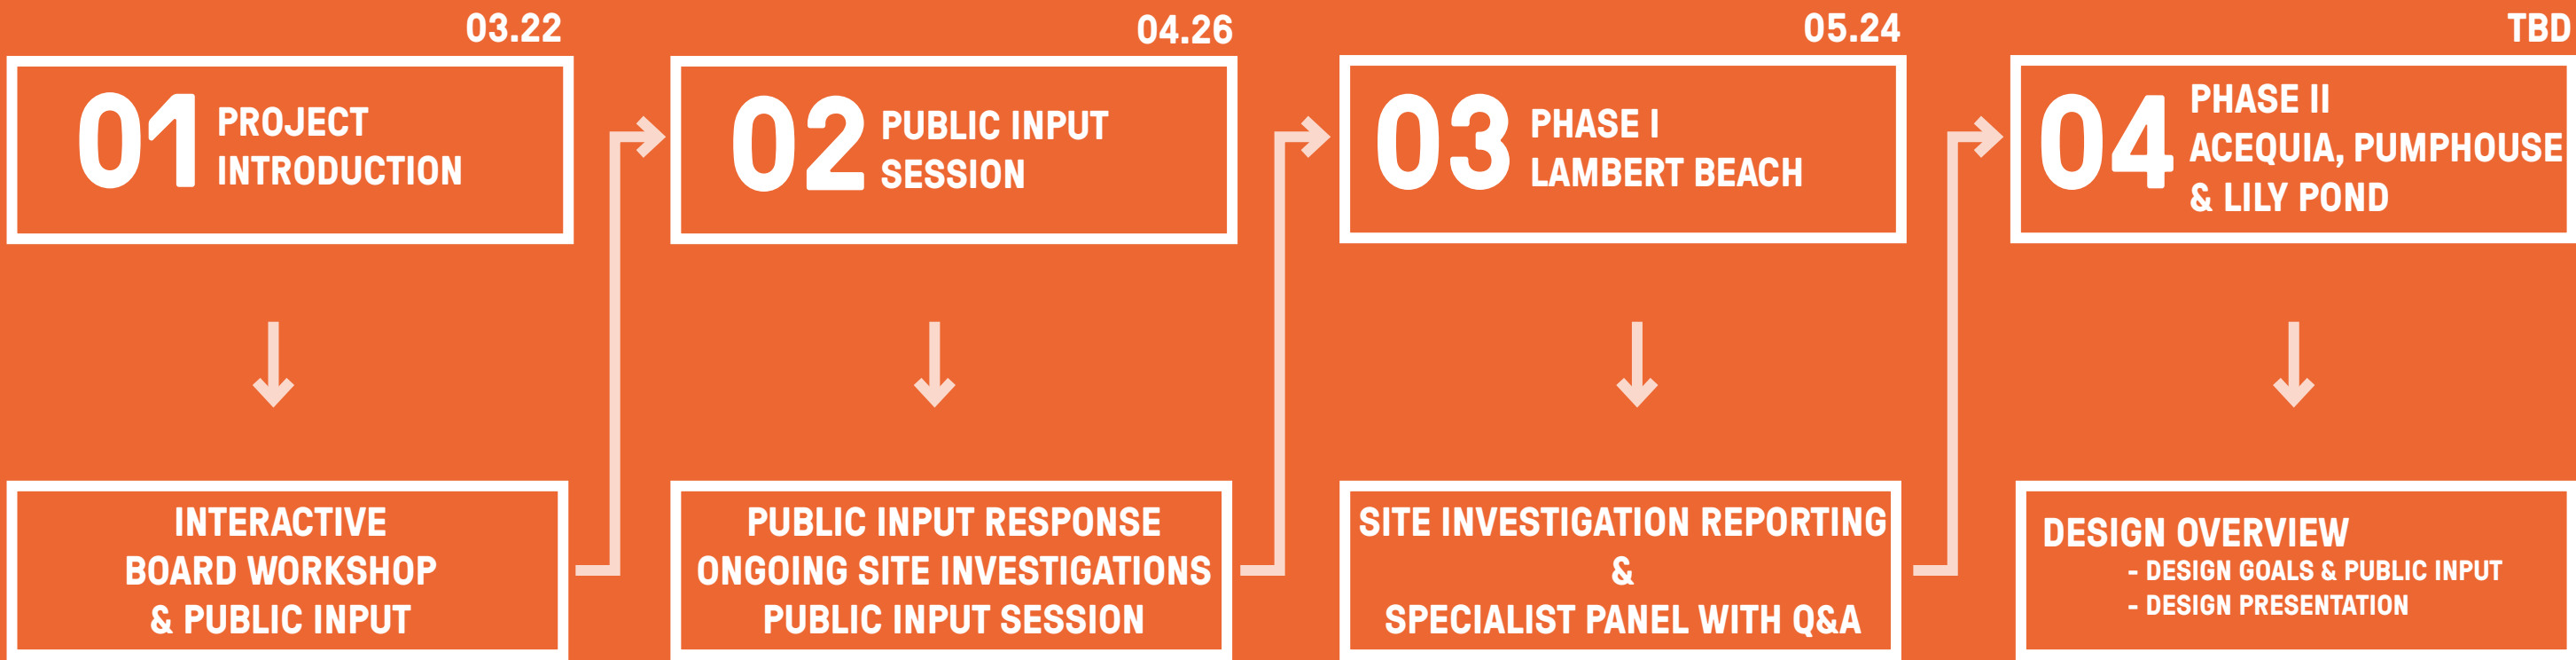 03.22
01 PROJECT
INTRODUCTION
INTERACTIVE
BOARD WORKSHOP
& PUBLIC INPUT
04.26
02 PUBLIC INPUT
SESSION
PUBLIC INPUT RESPONSE
ONGOING SITE INVESTIGATIONS
PUBLIC INPUT SESSION
05.24
03 PHASE I
LAMBERT BEACH
SITE INVESTIGATION REPORTING
&
SPECIALIST PANEL WITH Q&A
TBD
04 PHASE II
ACEQUIA, PUMPHOUSE
& LILY POND
DESIGN OVERVIEW
- DESIGN GOALS & PUBLIC INPUT
- DESIGN PRESENTATION